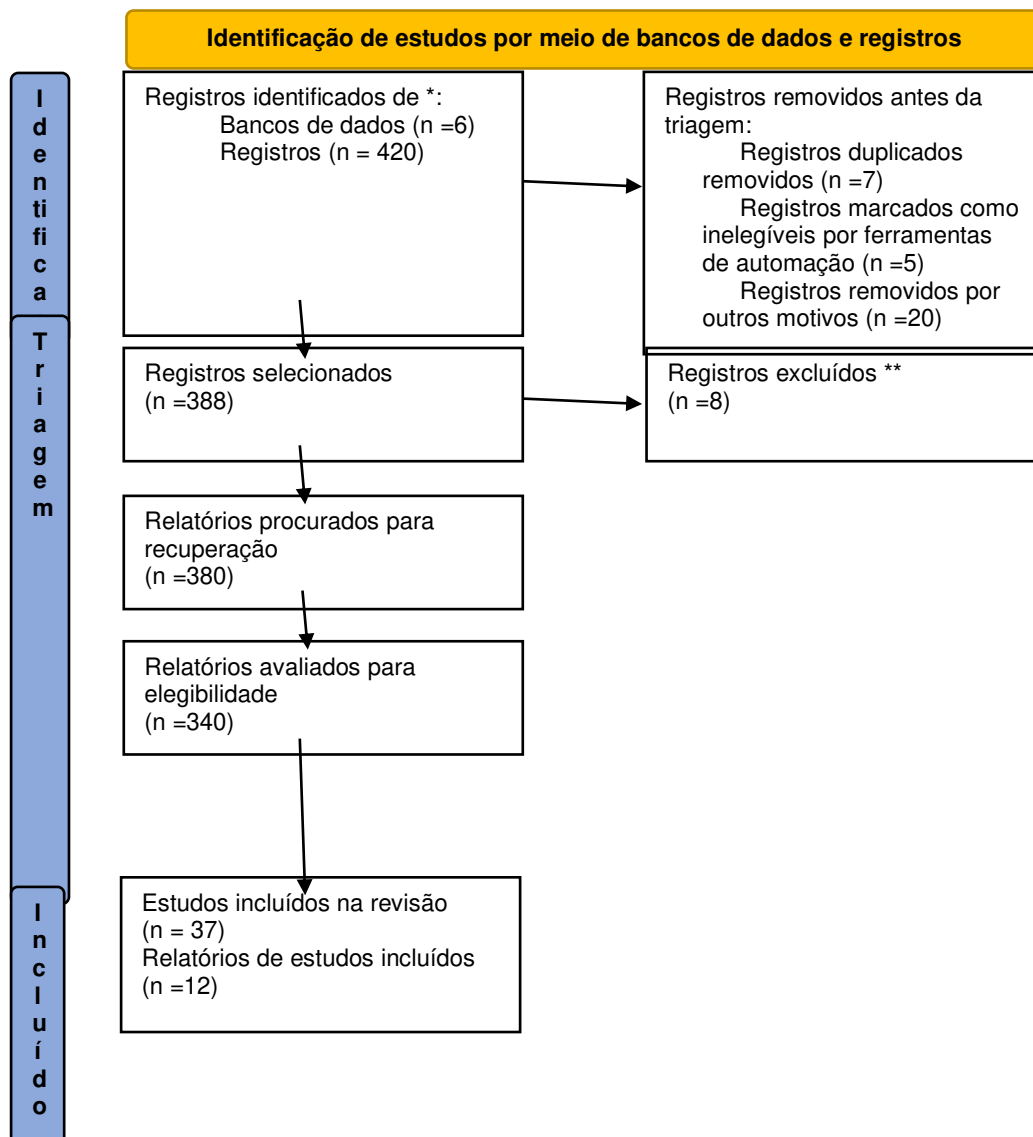 Identificação de estudos por meio de bancos de dados e registros
I
d
e
n
ti
fi
c
a
Registros identificados de *:
Bancos de dados (n =6)
Registros (n = 420)
Registros removidos antes da
triagem:
Registros duplicados
removidos (n =7)
Registros marcados como
inelegíveis por ferramentas
de automação (n =5)
Registros removidos por
outros motivos (n =20)
T
r
i
a
g
e
m
Registros selecionados
(n =388)
Registros excluídos **
(n =8)
Relatórios procurados para
recuperação
(n =380)
Relatórios avaliados para
elegibilidade
(n =340)
I
n
c
l
u
í
d
o
Estudos incluídos na revisão
(n = 37)
Relatórios de estudos incluídos
(n =12)